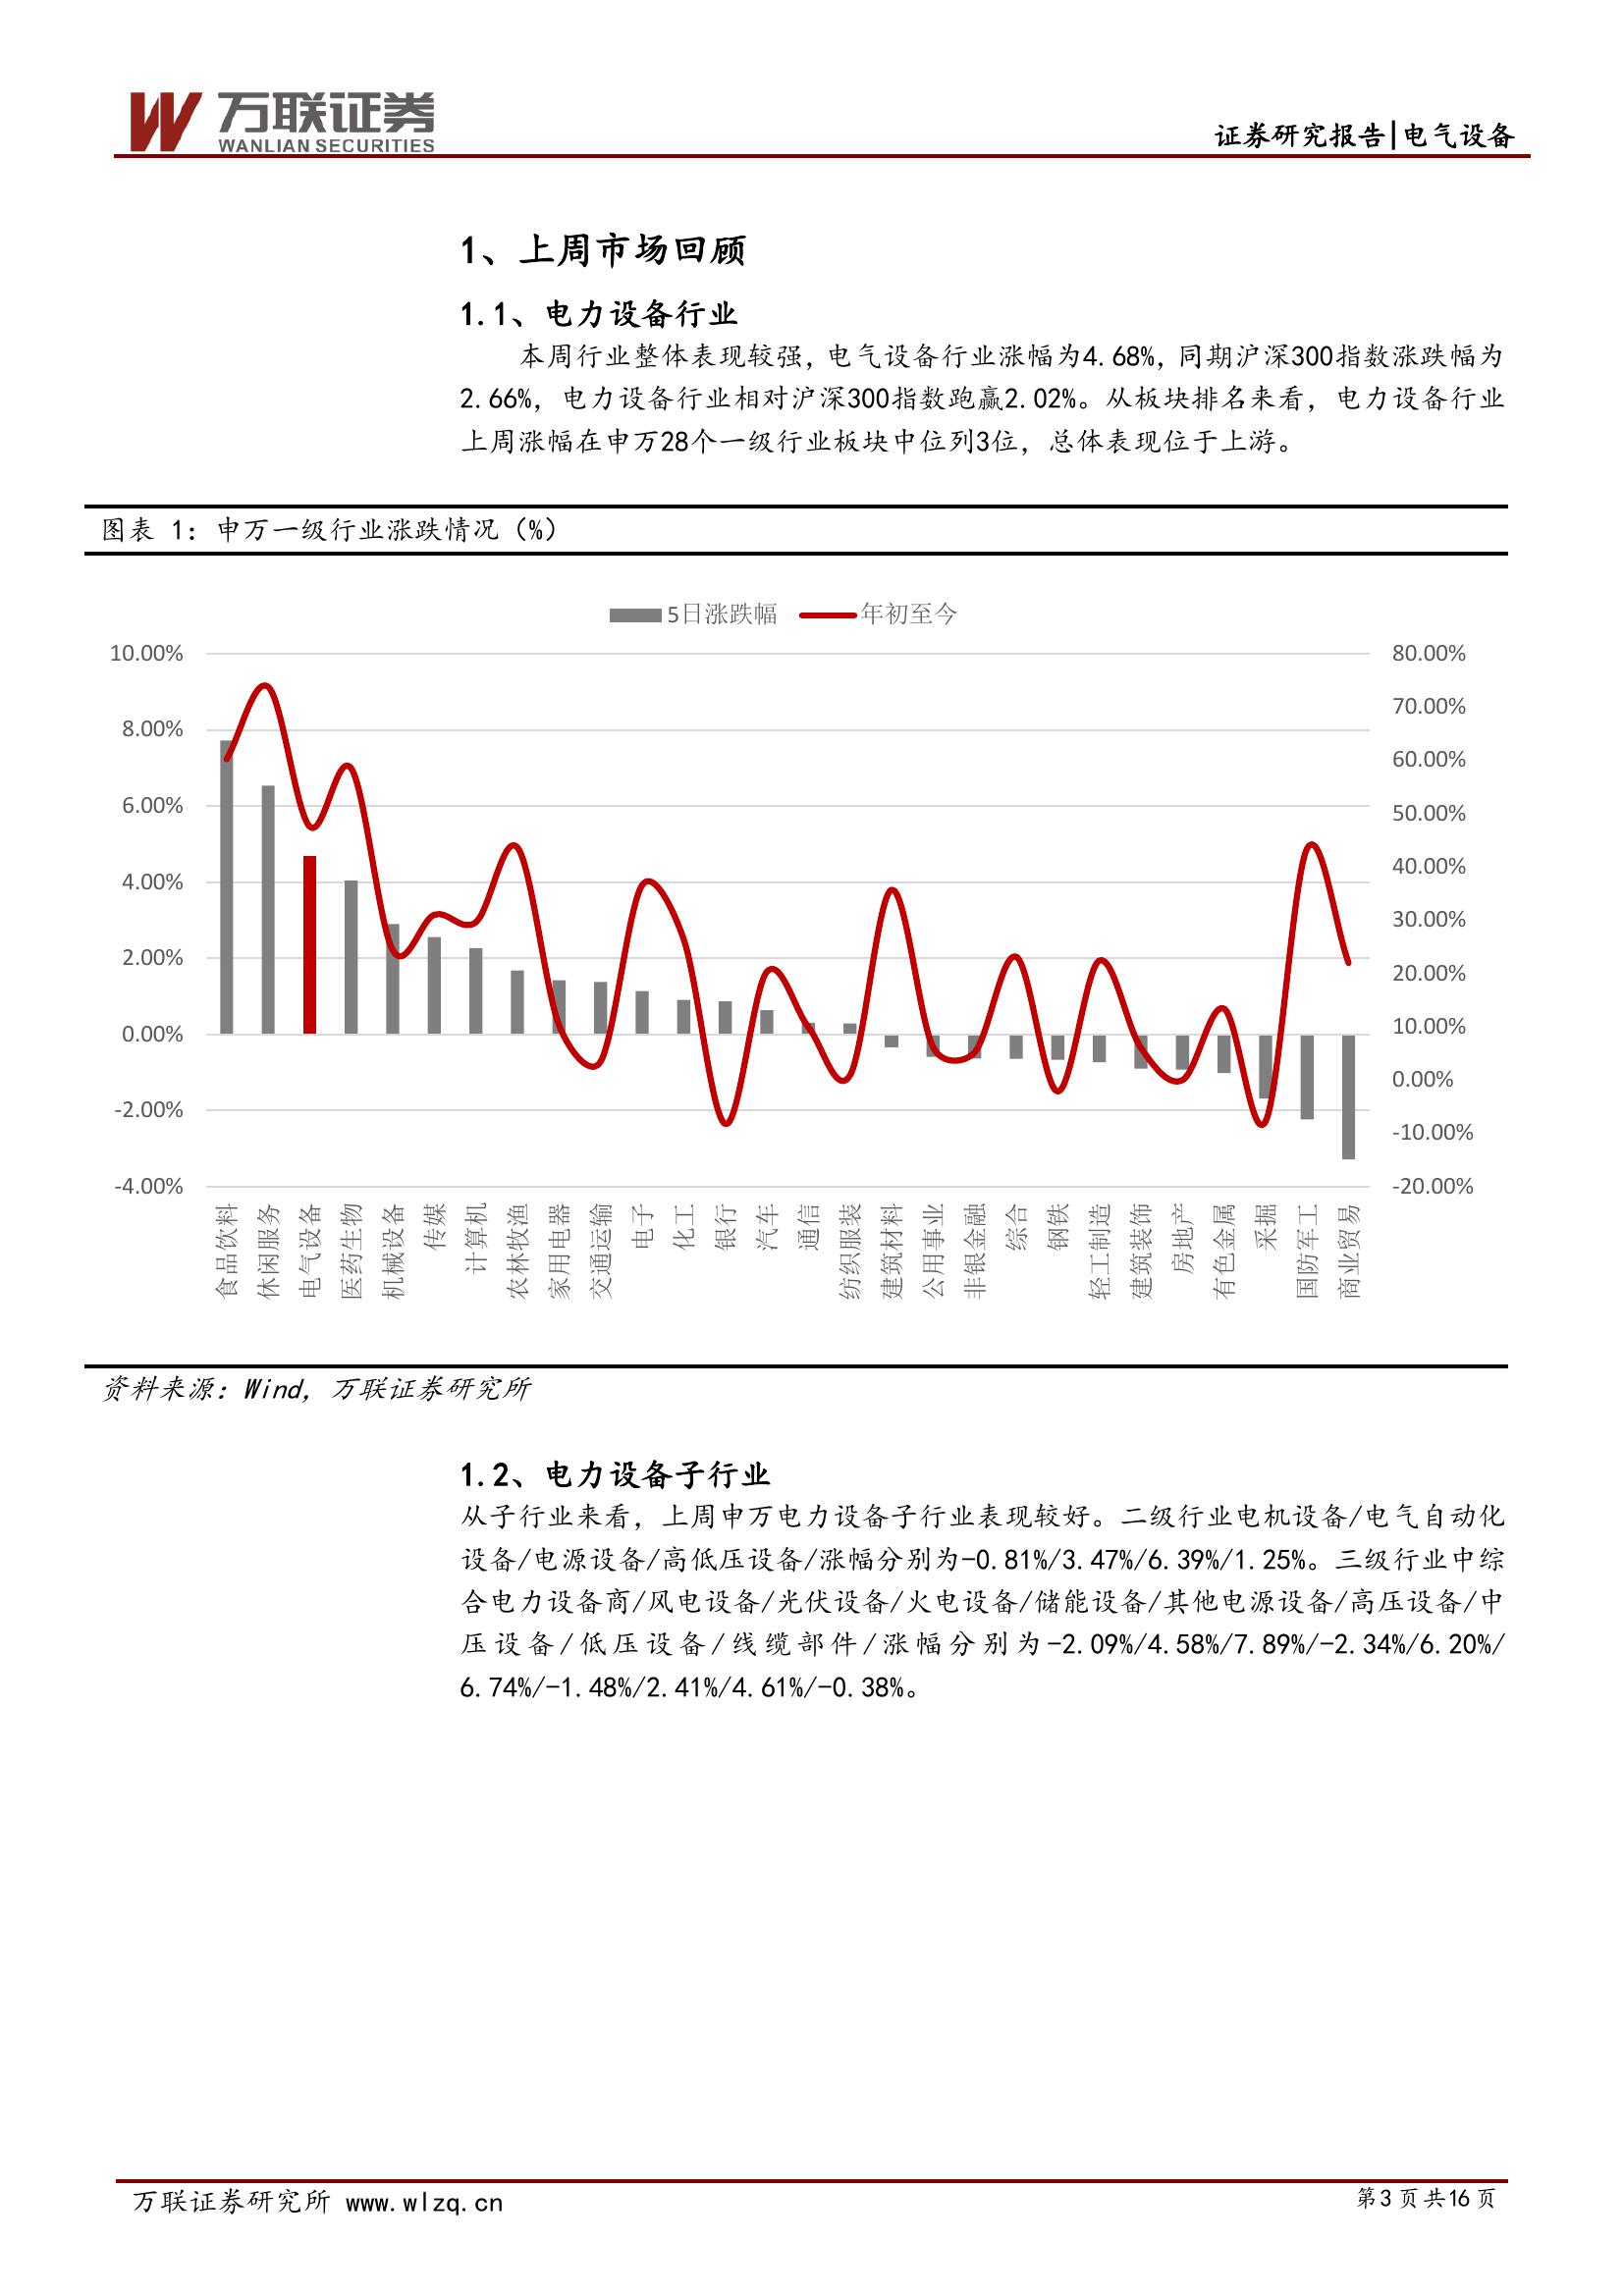 万联证券
WANLIAN SECURITIES
证券研究报告|电气设备
1、上周市场回顾
1.1、电力设备行业
本周行业整体表现较强，电气设备行业涨幅为4.68%，同期沪深300指数涨跌幅为
2.66%，电力设备行业相对沪深300指数跑赢2.02%。从板块排名来看，电力设备行业
上周涨幅在申万28个一级行业板块中位列3位，总体表现位于上游。
图表 1：申万一级行业涨跌情况（%）
5日涨跌幅 年初至今
10.00% 80.00%
70.00%
8.00%
60.00%
6.00%
50.00%
4.00%
40.00%
30.00%
2.00%
20.00%
0.00%
10.00%
0.00%
-2.00%
-10.00%
-4.00% -20.00%
食品饮料
休闲服务
电气设备
医药生物
机械设备
传媒
计算机
农林牧渔
家用电器
交通运输
电子
化工
银行
汽车
通信
纺织服装
建筑材料
公用事业
非银金融
综合
钢铁
轻工制造
建筑装饰
房地产
有色金属
采掘
国防军工
商业贸易
资料来源：Wind，万联证券研究所
1.2、电力设备子行业
从子行业来看，上周申万电力设备子行业表现较好。二级行业电机设备/电气自动化
设备/电源设备/高低压设备/涨幅分别为-0.81%/3.47%/6.39%/1.25%。三级行业中综
合电力设备商/风电设备/光伏设备/火电设备/储能设备/其他电源设备/高压设备/中
压设备/低压设备/线缆部件/涨幅分别为-2.09%/4.58%/7.89%/-2.34%/6.20%/
6.74%/-1.48%/2.41%/4.61%/-0.38%。
万联证券研究所 www.wlzq.cn
第 3 页 共 16 页